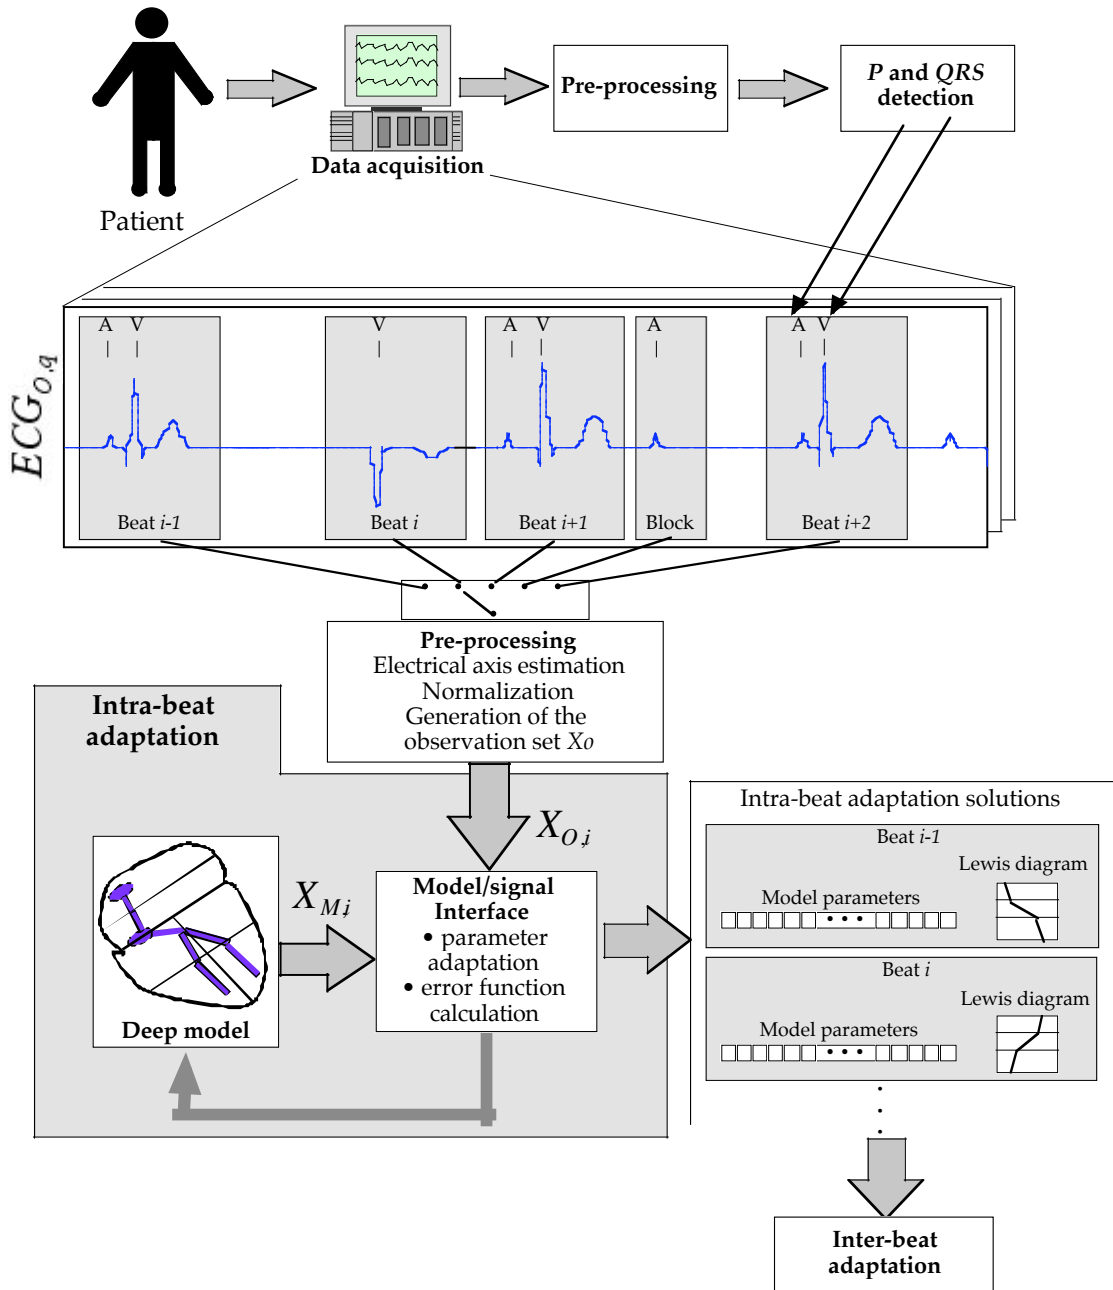 Patient
Data acquisition
Pre-processing
P and QRS
detection
ECG_{O,q}
A V
V
A V
A
A V
Beat i-1
Beat i
Beat i+1
Block
Beat i+2
Pre-processing
Electrical axis estimation
Normalization
Generation of the
observation set Xo
Intra-beat
adaptation
X_{O,i}
X_{M,i}
Deep model
Model/signal
Interface
• parameter
adaptation
• error function
calculation
Intra-beat adaptation solutions
Beat i-1
Lewis diagram
Model parameters
Beat i
Lewis diagram
Model parameters
Inter-beat
adaptation